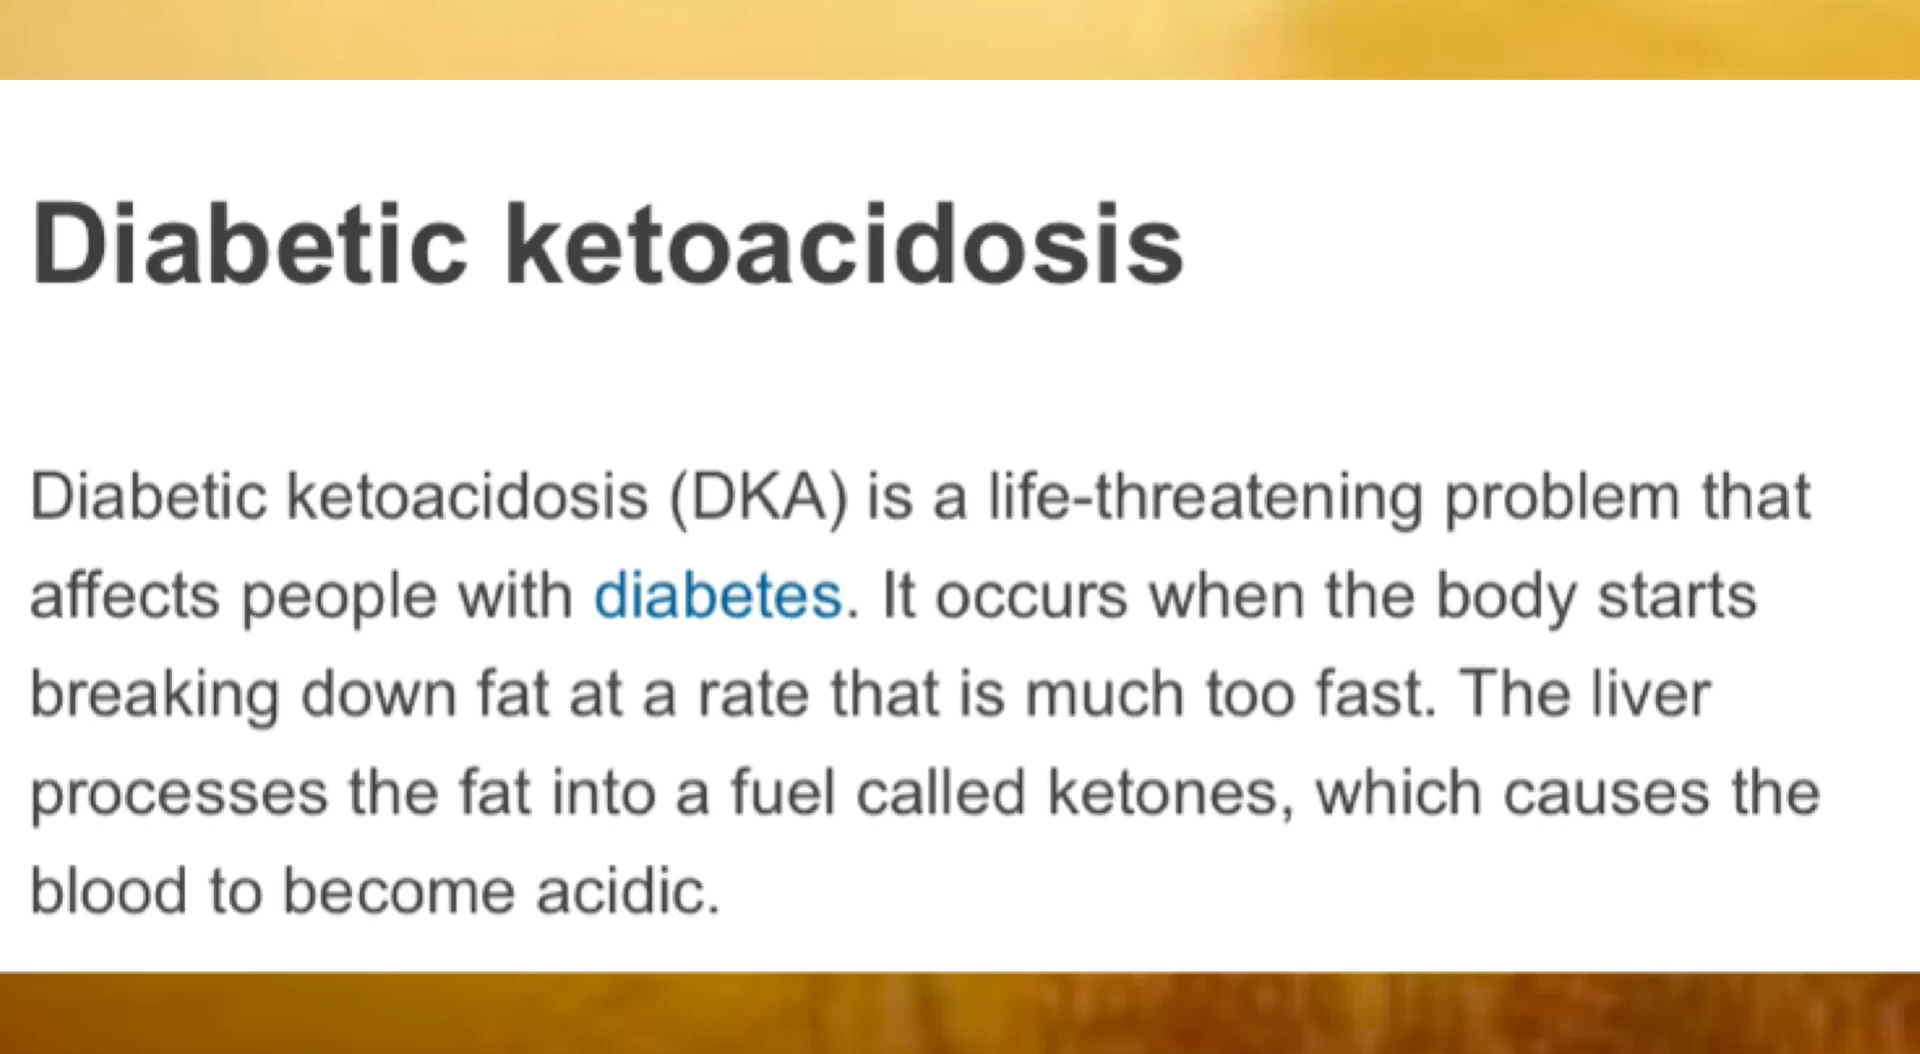 Diabetic ketoacidosis
Diabetic ketoacidosis (DKA) is a life-threatening problem that
affects people with diabetes. It occurs when the body starts
breaking down fat at a rate that is much too fast. The liver
processes the fat into a fuel called ketones, which causes the
blood to become acidic.